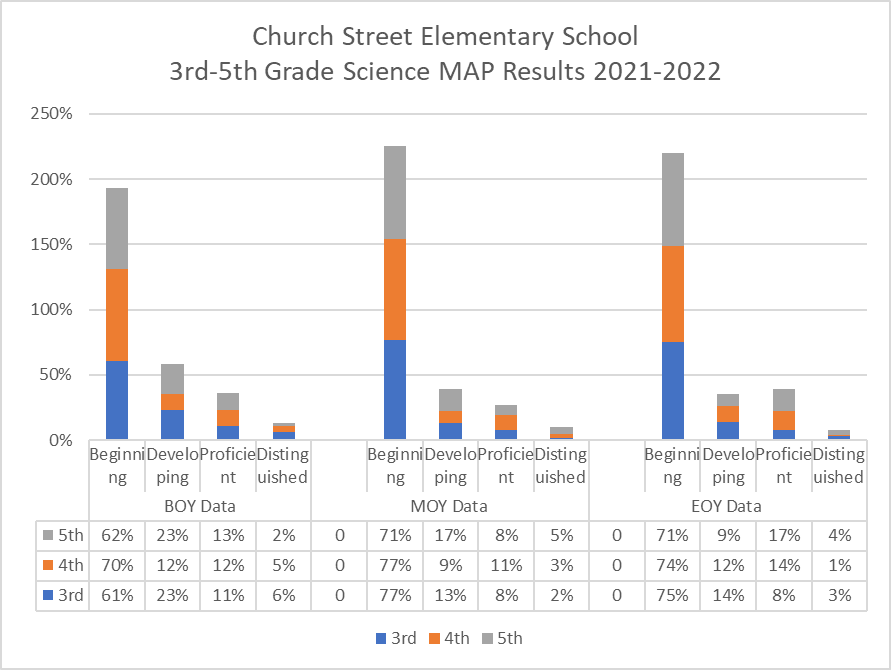 Church Street Elementary School
3rd-5th Grade Science MAP Results 2021-2022
250%
200%
150%
100%
50%
0%
Beginni Develo Proficie Disting Beginni Develo Proficie Disting Beginni Develo Proficie Disting
ng ping nt uished ng ping nt uished ng ping nt uished
BOY Data MOY Data EOY Data
5th 62% 23% 13% 2% 0 71% 17% 8% 5% 0 71% 9% 17% 4%
4th 70% 12% 12% 5% 0 77% 9% 11% 3% 0 74% 12% 14% 1%
3rd 61% 23% 11% 6% 0 77% 13% 8% 2% 0 75% 14% 8% 3%
3rd 4th 5th